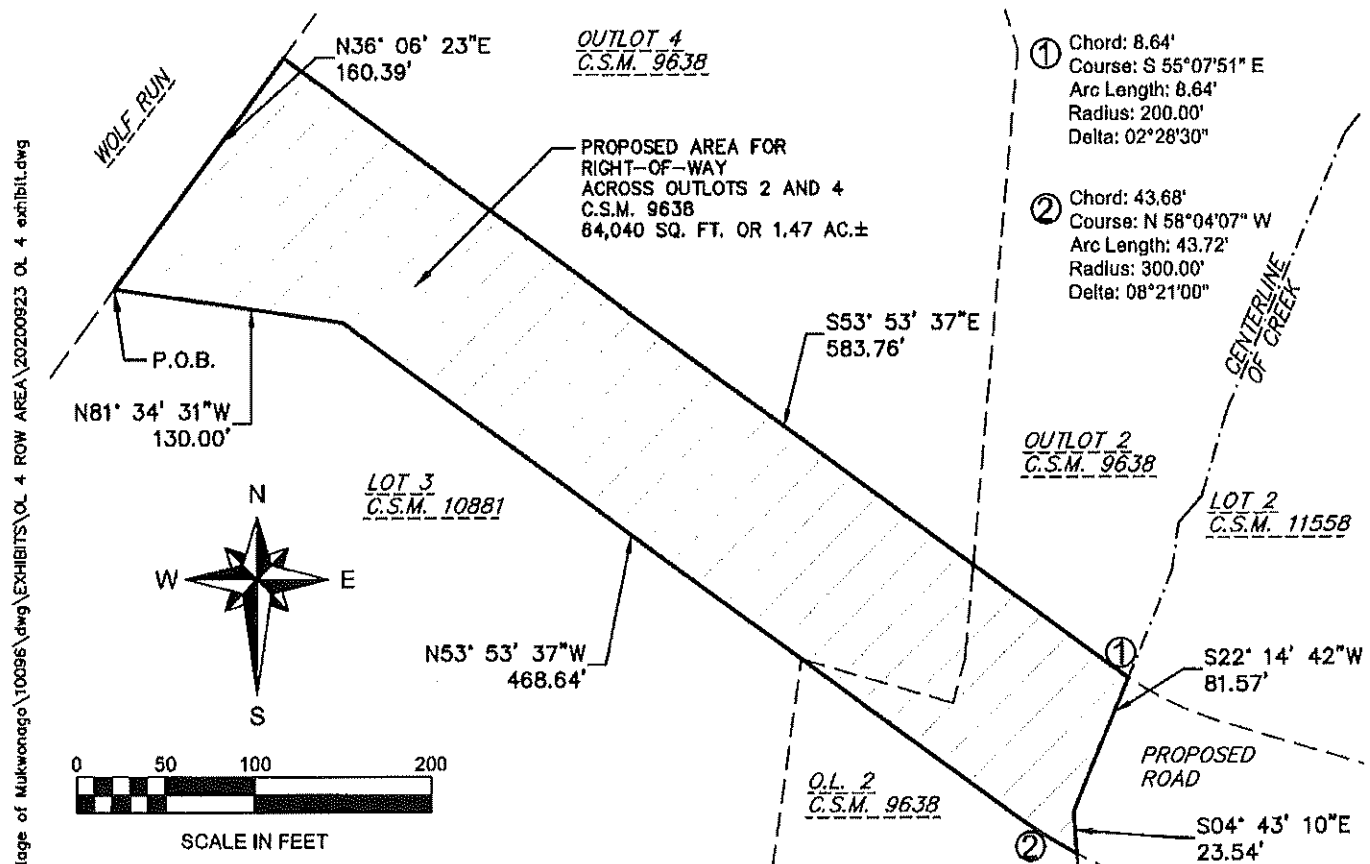 N36° 06' 23"E
160.39'
OUTLOT 4
C.S.M. 9638
WOLF RUN
① Chord: 8.64'
Course: S 55°07'51" E
Arc Length: 8.64'
Radius: 200.00'
Delta: 02°28'30"
PROPOSED AREA FOR
RIGHT-OF-WAY
ACROSS OUTLOTS 2 AND 4
C.S.M. 9638
64,040 SQ. FT. OR 1.47 AC.±
② Chord: 43.68'
Course: N 58°04'07" W
Arc Length: 43.72'
Radius: 300.00'
Delta: 08°21'00"
CENTERLINE
OF CREEK
P.O.B.
S53° 53' 37"E
583.76'
N81° 34' 31"W
130.00'
OUTLOT 2
C.S.M. 9638
LOT 3
C.S.M. 10881
LOT 2
C.S.M. 11558
N
W
E
S
N53° 53' 37"W
468.64'
①
S22° 14' 42"W
81.57'
PROPOSED
ROAD
0 50 100 200
SCALE IN FEET
O.L. 2
C.S.M. 9638
S04° 43' 10"E
23.54'
②
lage of Mukwonago\10096\dwg\EXHIBITS\OL 4 ROW AREA\20200923 OL 4 exhibit.dwg